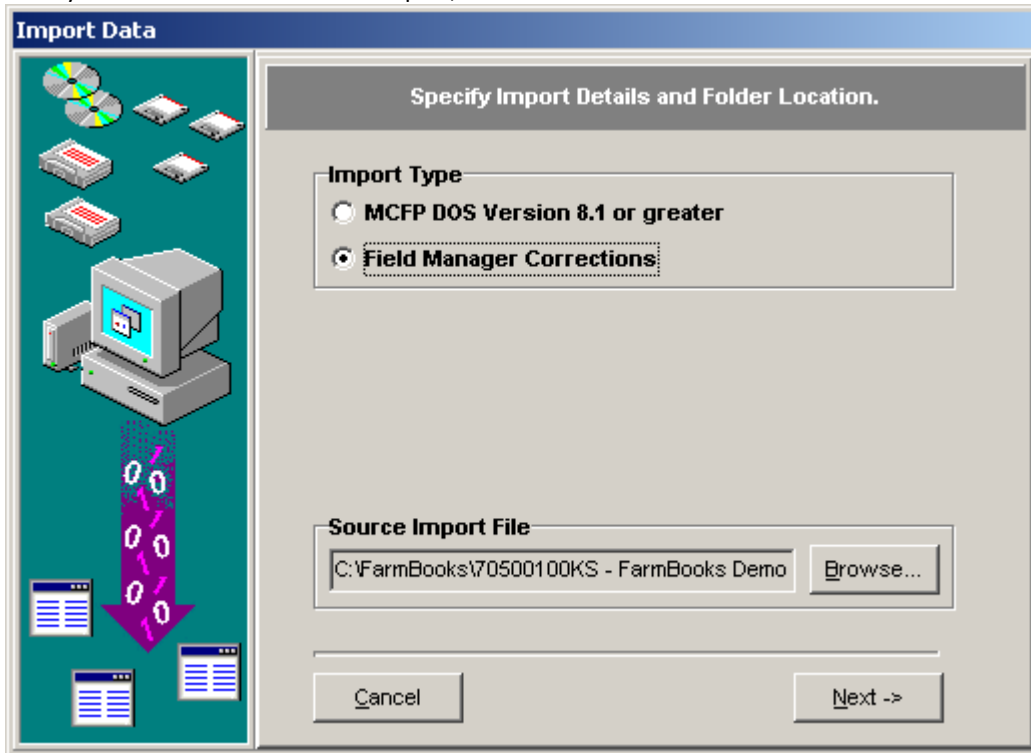 Import Data
Specify Import Details and Folder Location.
Import Type
MCFP DOS Version 8.1 or greater
Field Manager Corrections
Source Import File
C:\FarmBooks\70500100KS - FarmBooks Demo
Browse...
Cancel
Next ->